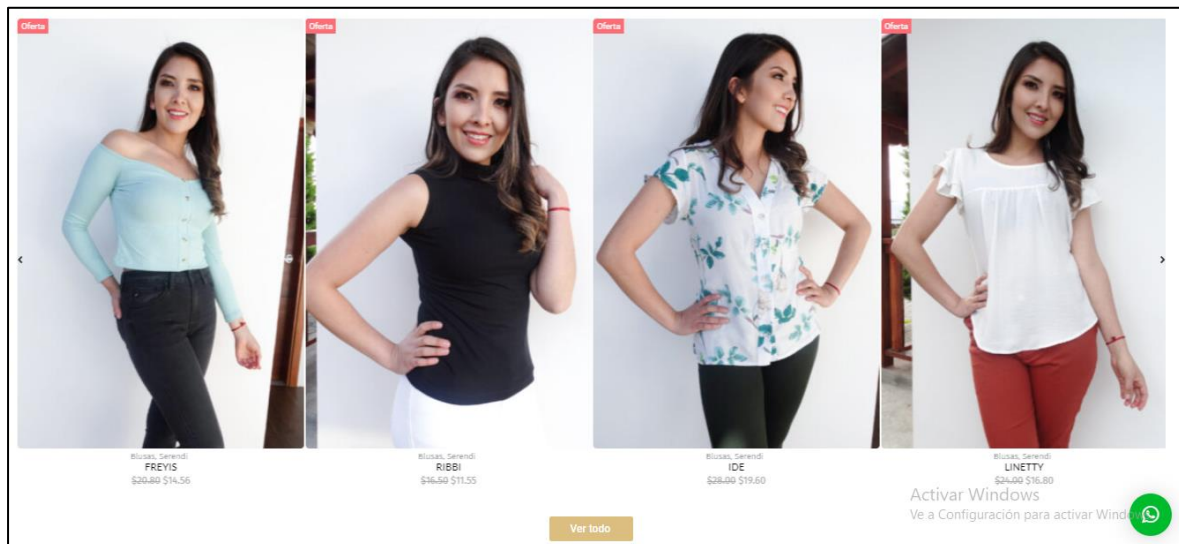 Oferta
Oferta
Oferta
Oferta
Blusas, Serendi
FREYIS
$20.80 $14.56
Blusas, Serendi
RIBBI
$16.50 $11.55
Blusas, Serendi
IDE
$28.00 $19.60
Blusas, Serendi
LINETTY
$24.00 $16.80
Activar Windows
Ve a Configuración para activar Windows
Ver todo